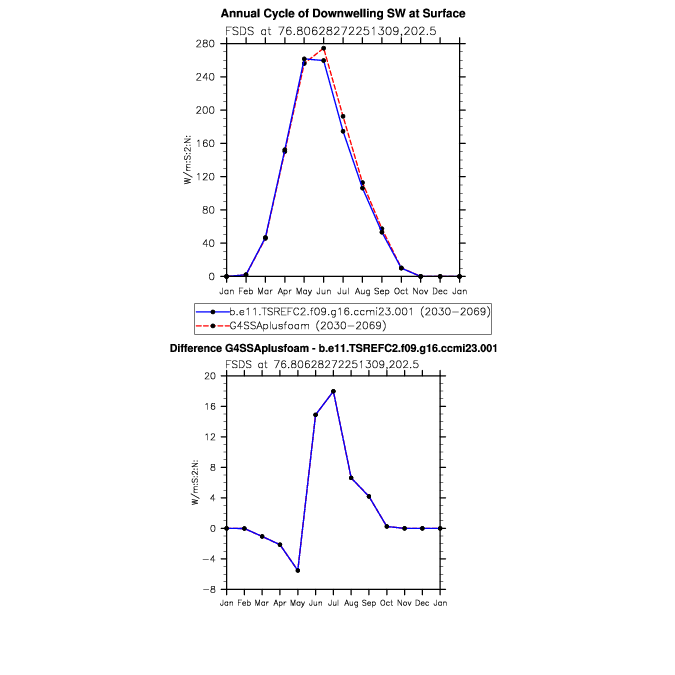 Annual Cycle of Downwelling SW at Surface
FSDS at 76.80628272251309,202.5
280
240
200
160
120
80
40
0
W/m:S:2:N:
Jan Feb Mar Apr May Jun Jul Aug Sep Oct Nov Dec Jan
b.e11.TSREFC2.f09.g16.ccmi23.001 (2030-2069)
G4SSAplusfoam (2030-2069)
Difference G4SSAplusfoam - b.e11.TSREFC2.f09.g16.ccmi23.001
FSDS at 76.80628272251309,202.5
20
16
12
8
4
0
-4
-8
W/m:S:2:N:
Jan Feb Mar Apr May Jun Jul Aug Sep Oct Nov Dec Jan